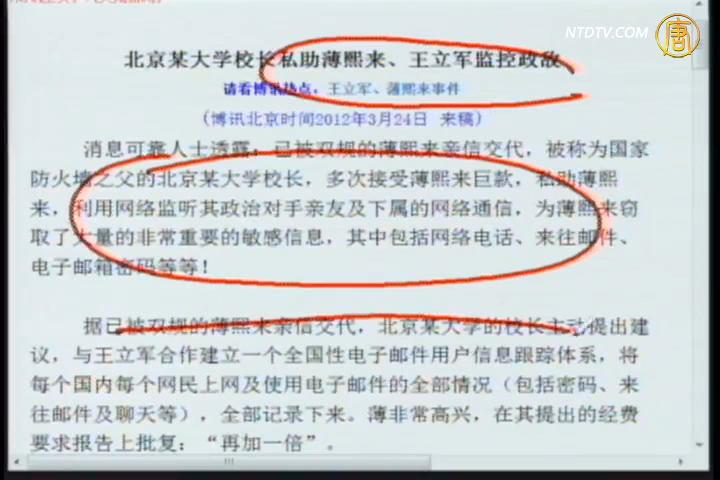 NTDTV.COM
唐
北京某大学校长私助薄熙来、王立军监控政敌
请看博讯热点：王立军、薄熙来事件
(博讯北京时间2012年3月24日 来稿)
消息可靠人士透露：已被双规的薄熙来亲信交代，被称为国家
防火墙之父的北京某大学校长，多次接受薄熙来巨款，私助薄熙
来，利用网络监听其政治对手亲友及下属的网络通信，为薄熙来窃
取了大量的非常重要的敏感信息，其中包括网络电话、来往邮件、
电子邮箱密码等等！
据已被双规的薄熙来亲信交代，北京某大学的校长主动提出建
议，与王立军合作建立一个全国性电子邮件用户信息跟踪体系，将
每个国内每个网民上网及使用电子邮件的全部情况（包括密码、来
往邮件及聊天等），全部记录下来。薄非常高兴，在其提出的经费
要求报告上批复：“再加一倍”。